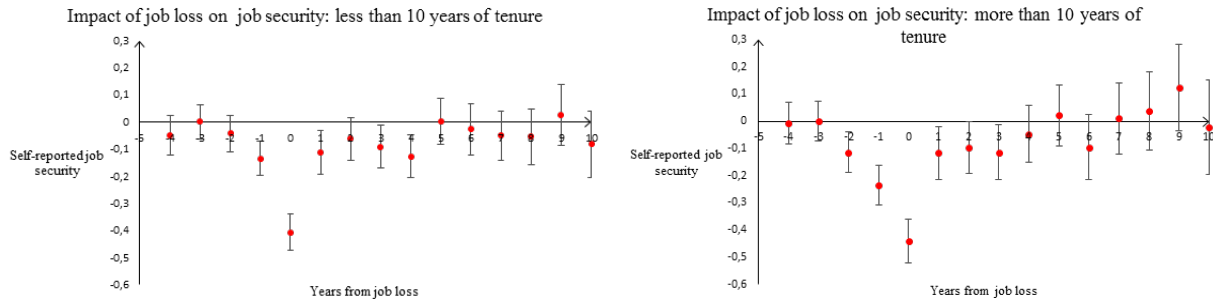 Impact of job loss on job security: less than 10 years of tenure
0,3
0,2
0,1
0
-5 -4 -3 -2 -1 0 1 2 3 4 5 6 7 8 9 10
-0,1
Self-reported job
security
-0,2
-0,3
-0,4
-0,5
-0,6
Years from job loss
Impact of job loss on job security: more than 10 years of
tenure
0,3
0,2
0,1
0
-5 -4 -3 -2 -1 0 1 2 3 4 5 6 7 8 9 10
-0,1
Self-reported job
security
-0,2
-0,3
-0,4
-0,5
-0,6
Years from job loss